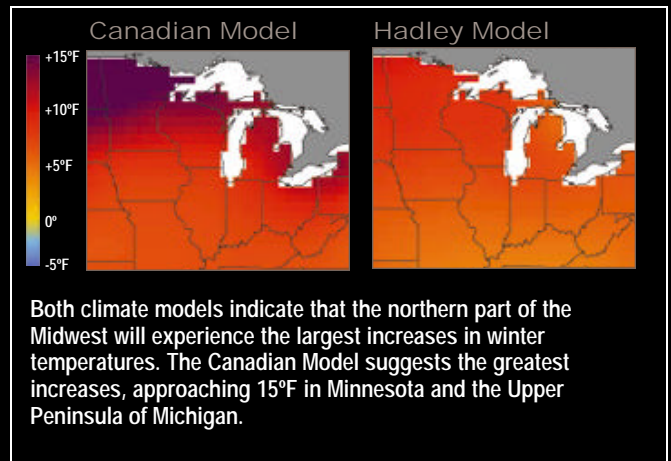 Canadian Model
Hadley Model
+15ºF
+10ºF
+5ºF
0º
-5ºF
Both climate models indicate that the northern part of the
Midwest will experience the largest increases in winter
temperatures. The Canadian Model suggests the greatest
increases, approaching 15ºF in Minnesota and the Upper
Peninsula of Michigan.